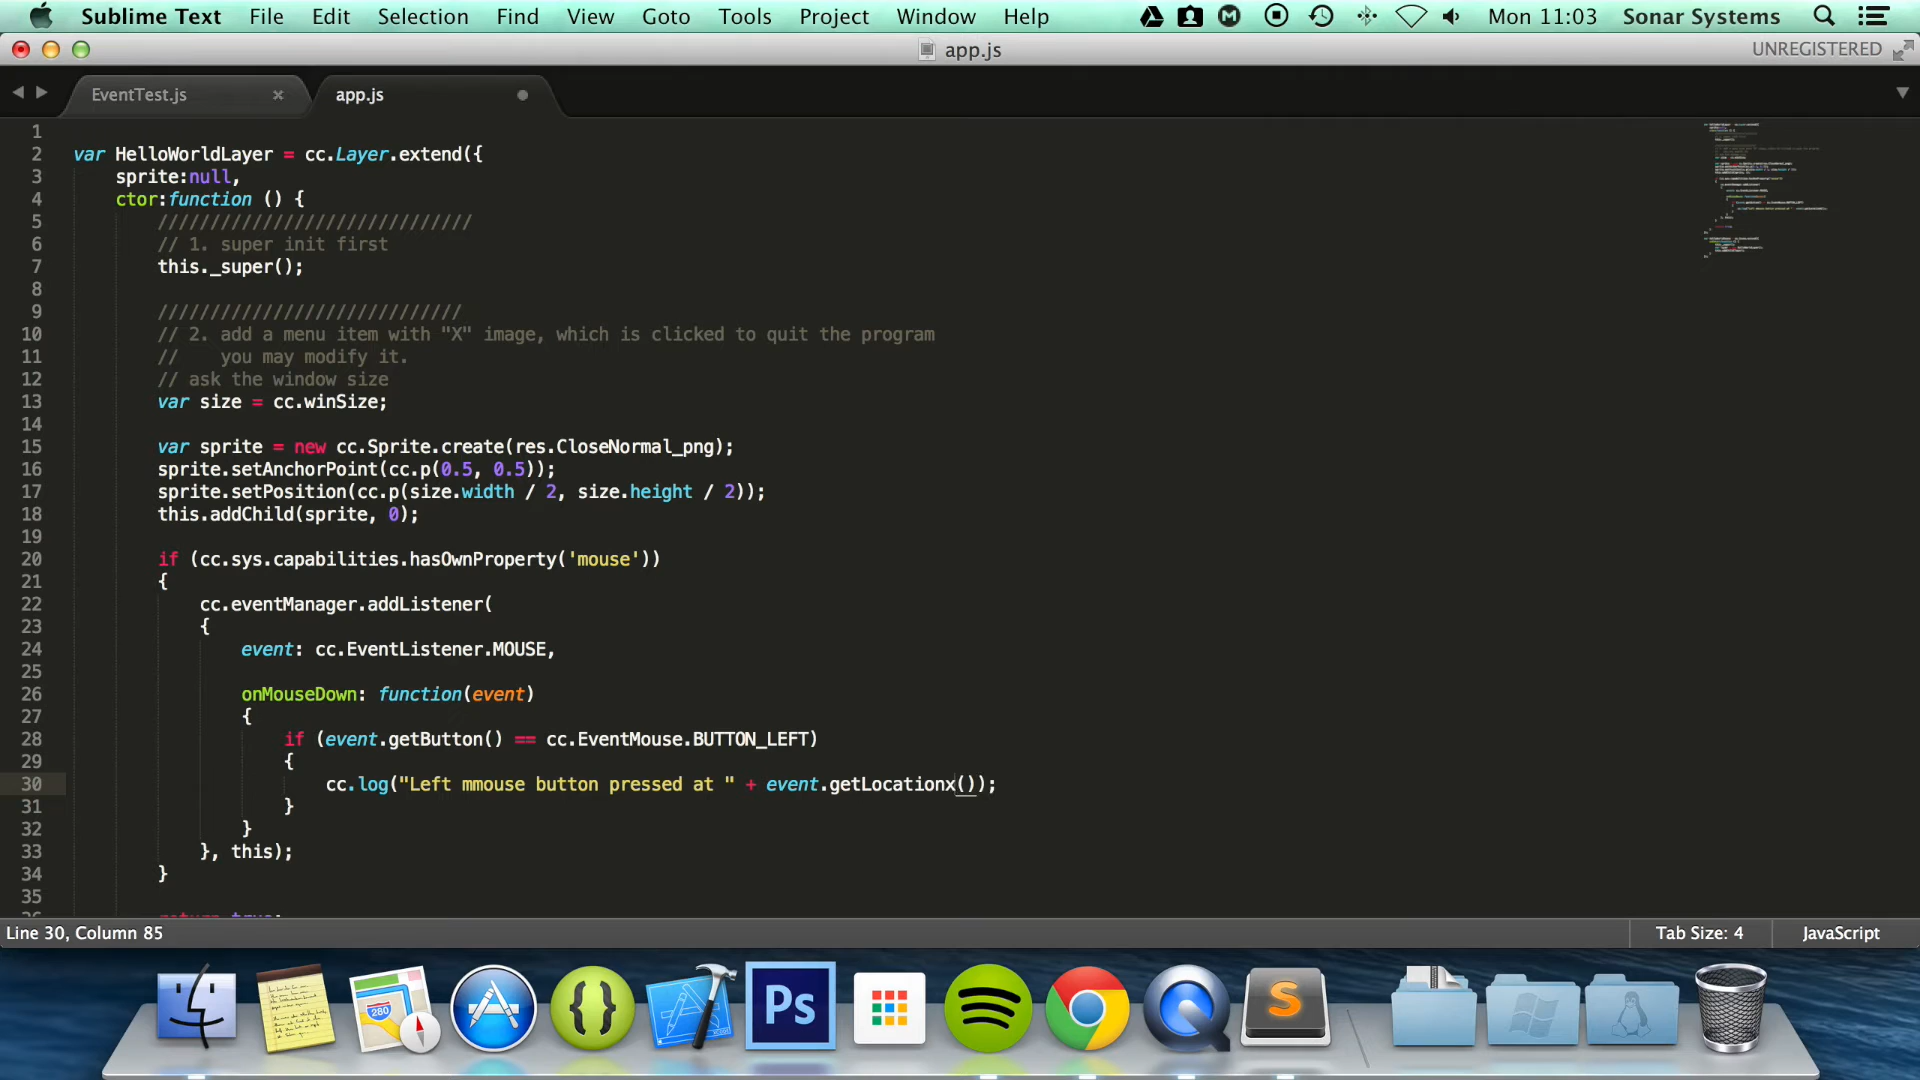 Sublime Text File Edit Selection Find View Goto Tools Project Window Help Mon 11:03 Sonar Systems
app.js UNREGISTERED
EventTest.js app.js
1
2 var HelloWorldLayer = cc.Layer.extend({
3 sprite:null,
4 ctor:function () {
5 //////////////////////////////
6 // 1. super init first
7 this._super();
8
9 /////////////////////////////
10 // 2. add a menu item with "X" image, which is clicked to quit the program
11 //    you may modify it.
12 // ask the window size
13 var size = cc.winSize;
14
15 var sprite = new cc.Sprite.create(res.CloseNormal_png);
16 sprite.setAnchorPoint(cc.p(0.5, 0.5));
17 sprite.setPosition(cc.p(size.width / 2, size.height / 2));
18 this.addChild(sprite, 0);
19
20 if (cc.sys.capabilities.hasOwnProperty('mouse'))
21 {
22 cc.eventManager.addListener(
23 {
24 event: cc.EventListener.MOUSE,
25
26 onMouseDown: function(event)
27 {
28 if (event.getButton() == cc.EventMouse.BUTTON_LEFT)
29 {
30 cc.log("Left mmouse button pressed at " + event.getLocationx());
31 }
32 }
33 }, this);
34 }
35
Line 30, Column 85 Tab Size: 4 JavaScript
280 {} Ps S